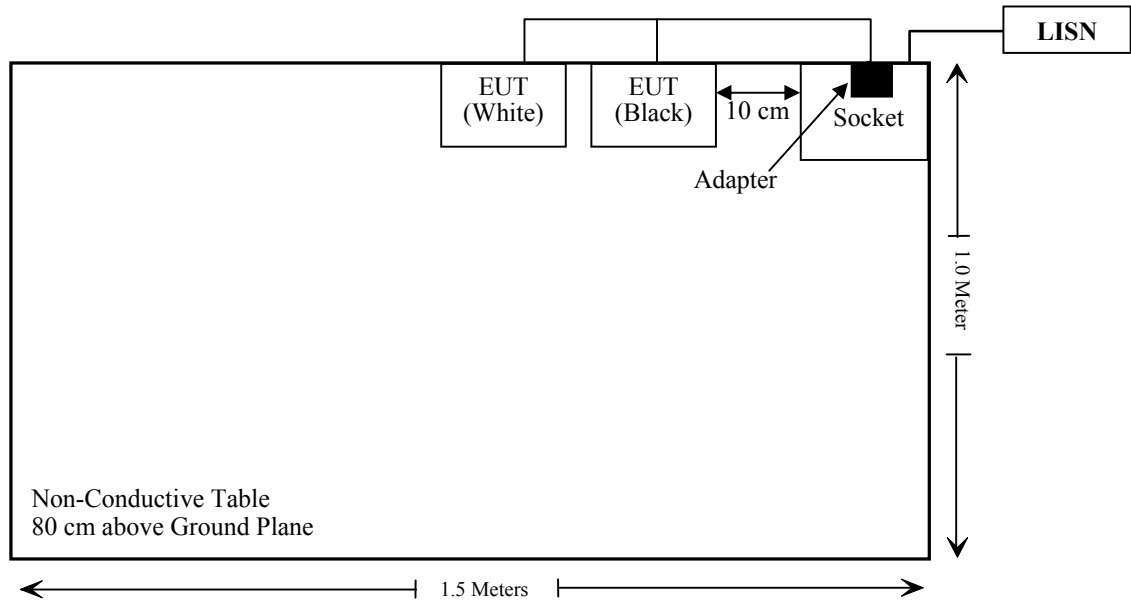 LISN
EUT
(White)
EUT
(Black)
10 cm
Socket
Adapter
1.0 Meter
Non-Conductive Table
80 cm above Ground Plane
1.5 Meters